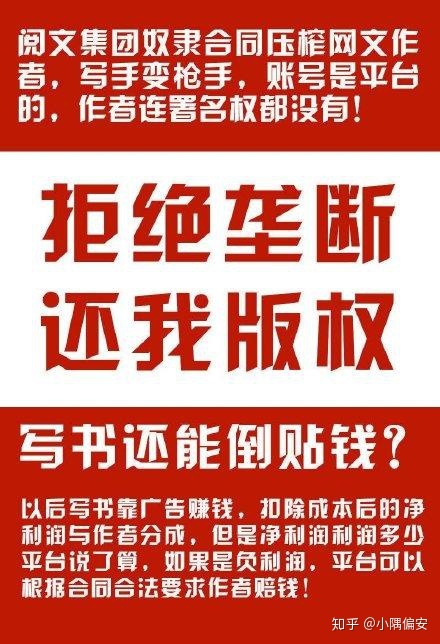 阅文集团奴隶合同压榨网文作
者，写手变枪手，账号是平台
的，作者连署名权都没有！
拒绝垄断
还我版权
写书还能倒贴钱？
以后写书靠广告赚钱，扣除成本后的净
利润与作者分成，但是净利润利润多少
平台说了算，如果是负利润，平台可以
根据合同合法要求作者赔钱！
知乎 @小隅偏安